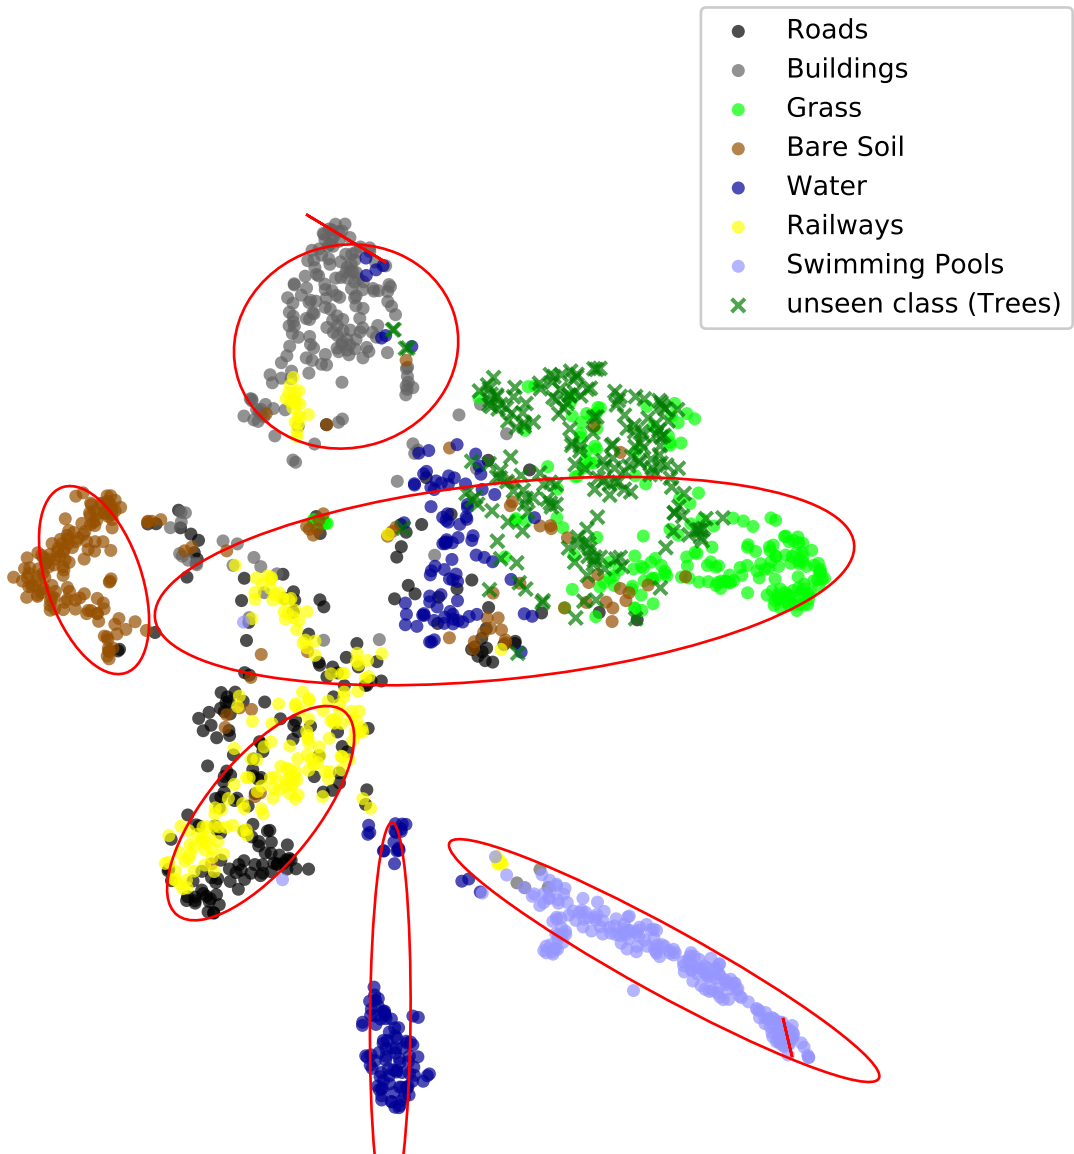 Roads
Buildings
Grass
Bare Soil
Water
Railways
Swimming Pools
unseen class (Trees)